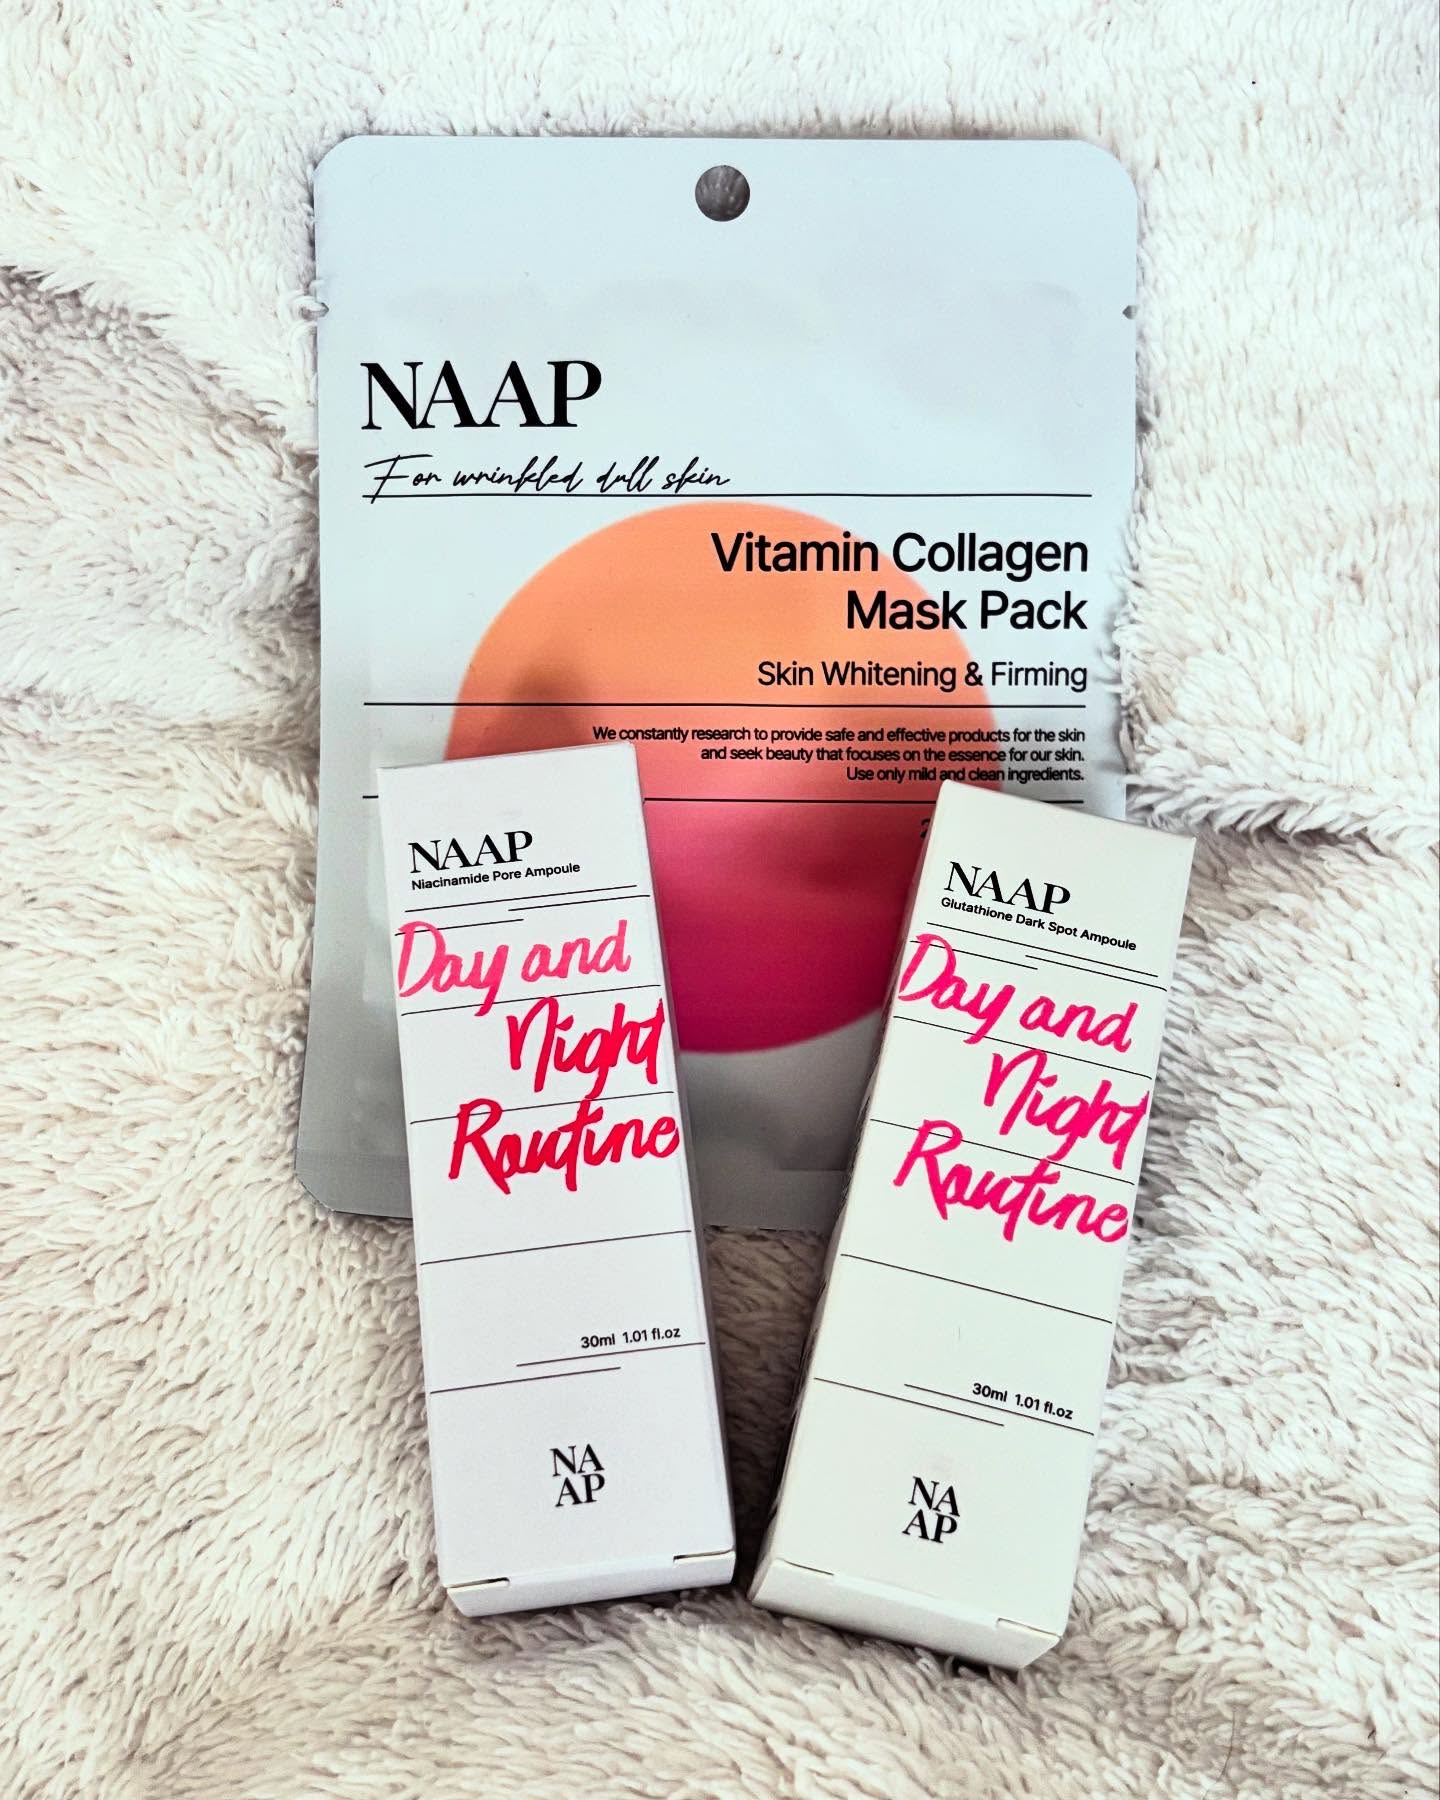 NAAP
For wrinkled dull skin
Vitamin Collagen
Mask Pack
Skin Whitening & Firming
We constantly research to provide safe and effective products for the skin
and seek beauty that focuses on the essence for our skin.
Use only mild and clean ingredients.
NAAP
Niacinamide Pore Ampoule
Day and
Night
Routine
30ml 1.01 fl.oz
NA
AP
NAAP
Glutathione Dark Spot Ampoule
Day and
Night
Routine
30ml 1.01 fl.oz
NA
AP